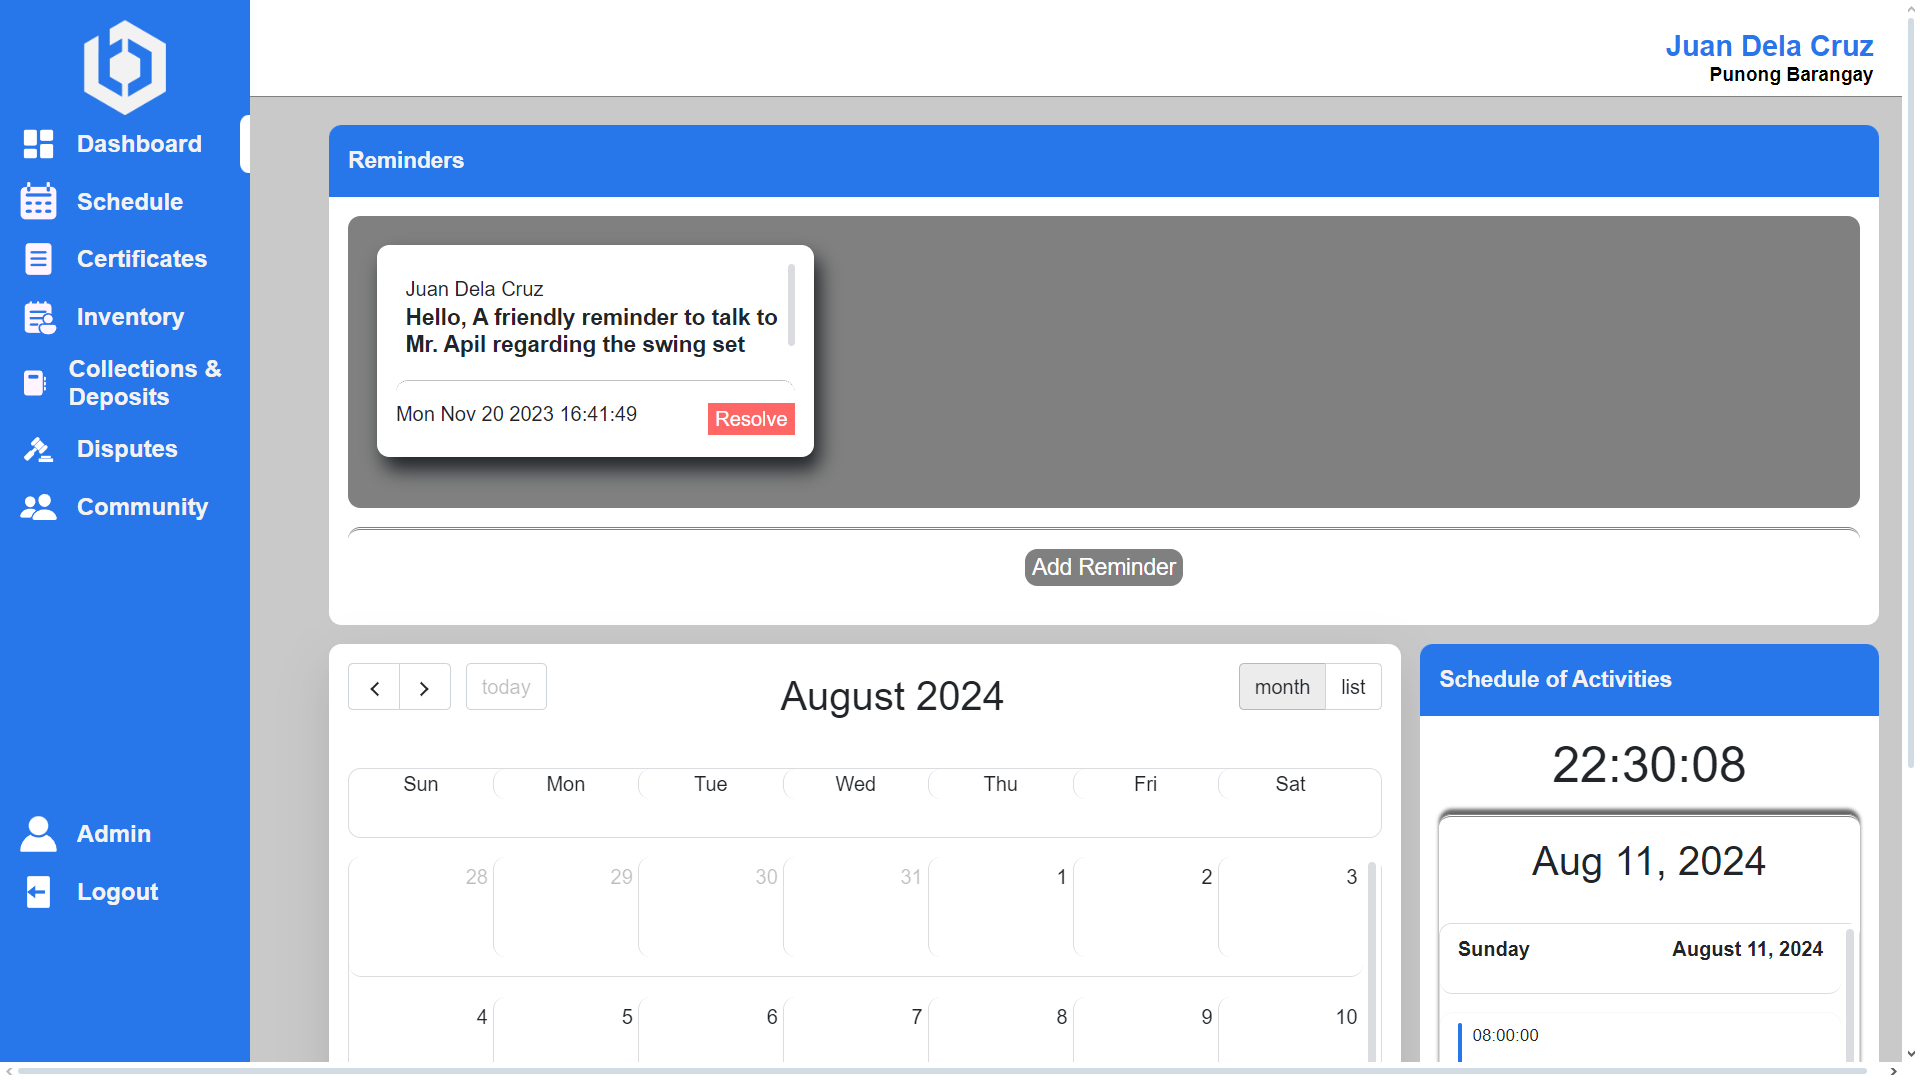 Juan Dela Cruz
Punong Barangay
Dashboard
Schedule
Certificates
Inventory
Collections &
Deposits
Disputes
Community
Admin
Logout
Reminders
Juan Dela Cruz
Hello, A friendly reminder to talk to
Mr. Apil regarding the swing set
Mon Nov 20 2023 16:41:49
Resolve
Add Reminder
today
August 2024
month list
Sun Mon Tue Wed Thu Fri Sat
28 29 30 31 1 2 3
4 5 6 7 8 9 10
Schedule of Activities
22:30:08
Aug 11, 2024
Sunday August 11, 2024
08:00:00